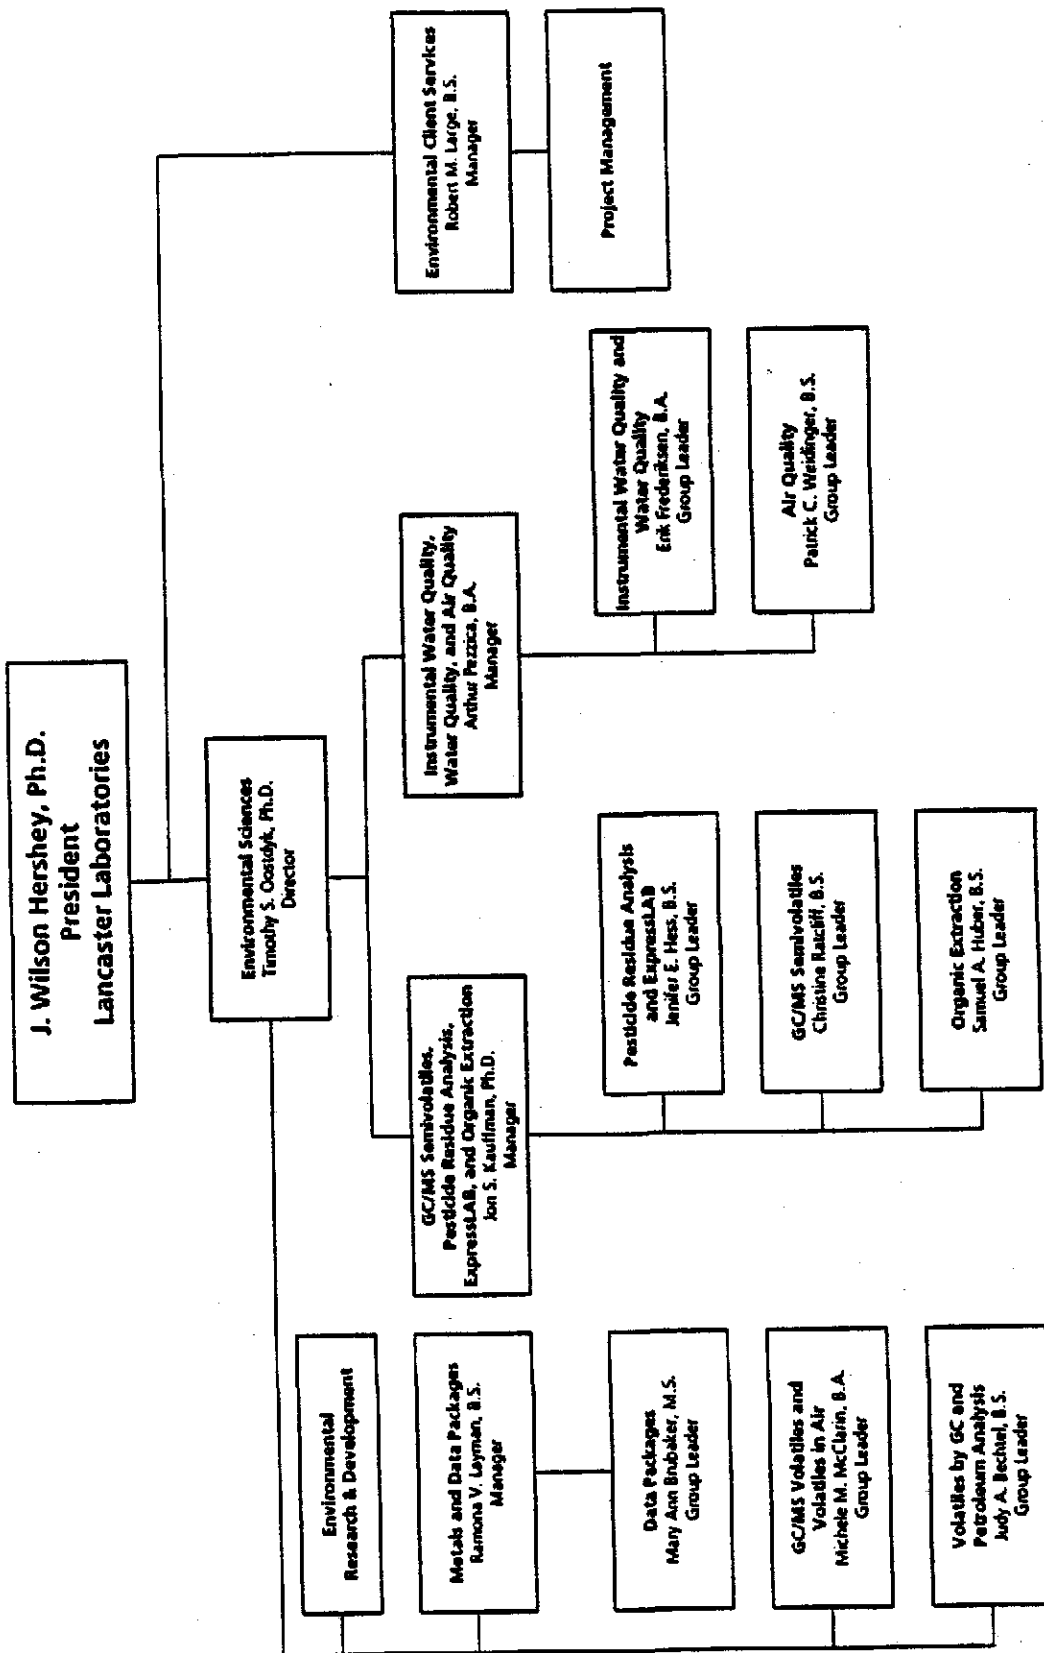 J. Wilson Hershey, Ph.D.
President
Lancaster Laboratories
Environmental Sciences
Timothy S. Oostdyk, Ph.D.
Director
Environmental Client Services
Robert M. Large, B.S.
Manager
Project Management
Environmental
Research & Development
Metals and Data Packages
Ramona V. Layman, B.S.
Manager
Data Packages
Mary Ann Brubaker, M.S.
Group Leader
GC/MS Volatiles and
Volatiles in Air
Michele M. McClarin, B.A.
Group Leader
Volatiles by GC and
Petroleum Analysis
Judy A. Bechtel, B.S.
Group Leader
GC/MS Semivolatiles,
Pesticide Residue Analysis,
ExpressLAB, and Organic Extraction
Jon S. Kauffman, Ph.D.
Manager
Pesticide Residue Analysis
and ExpressLAB
Jenifer E. Hess, B.S.
Group Leader
GC/MS Semivolatiles
Christine Ratcliff, B.S.
Group Leader
Organic Extraction
Samuel A. Huber, B.S.
Group Leader
Instrumental Water Quality,
Water Quality, and Air Quality
Arthur Pezzica, B.A.
Manager
Instrumental Water Quality and
Water Quality
Erik Frederiksen, B.A.
Group Leader
Air Quality
Patrick C. Weidinger, B.S.
Group Leader